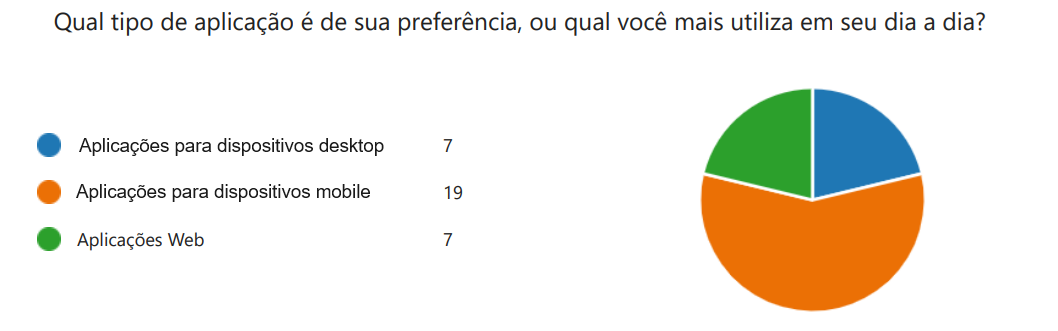 Qual tipo de aplicação é de sua preferência, ou qual você mais utiliza em seu dia a dia?
Aplicações para dispositivos desktop 7
Aplicações para dispositivos mobile 19
Aplicações Web 7